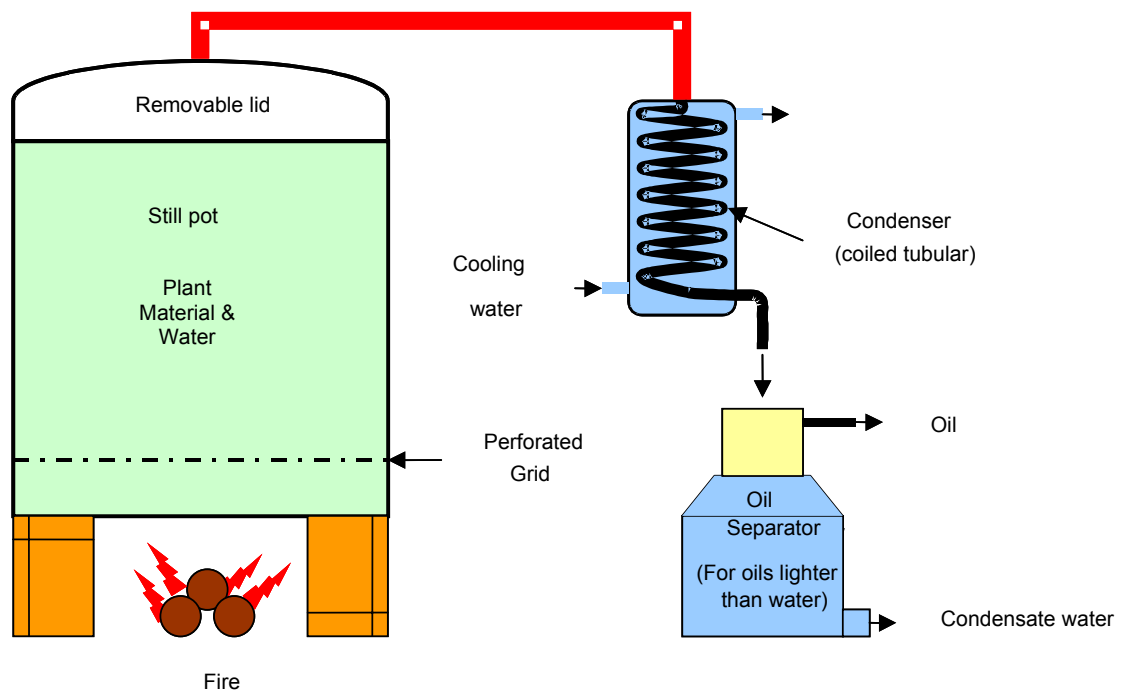 Removable lid
Still pot
Plant
Material &
Water
Cooling
water
Condenser
(coiled tubular)
Perforated
Grid
Oil
Oil
Separator
(For oils lighter
than water)
Condensate water
Fire